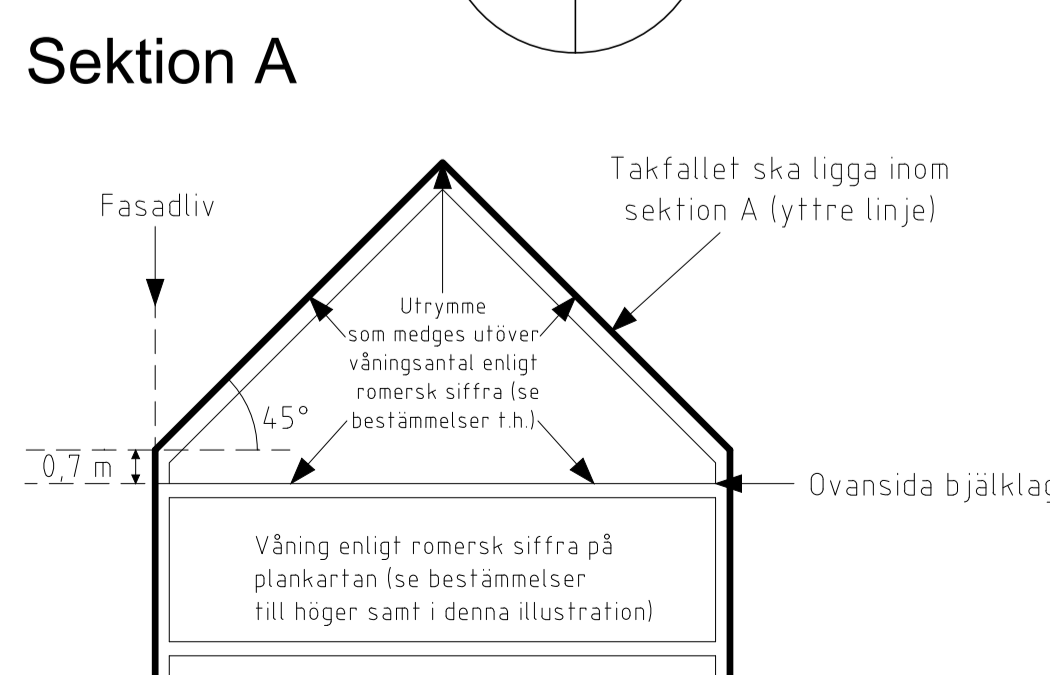 Sektion A
Takfallet ska ligga inom
sektion A (yttre linje)
Fasadliv
Utrymme
som medges utöver
våningsantal enligt
romersk siffra (se
bestämmelser t.h.)
45°
0,7 m
Ovansida bjälklag
Våning enligt romersk siffra på
plankartan (se bestämmelser
till höger samt i denna illustration)